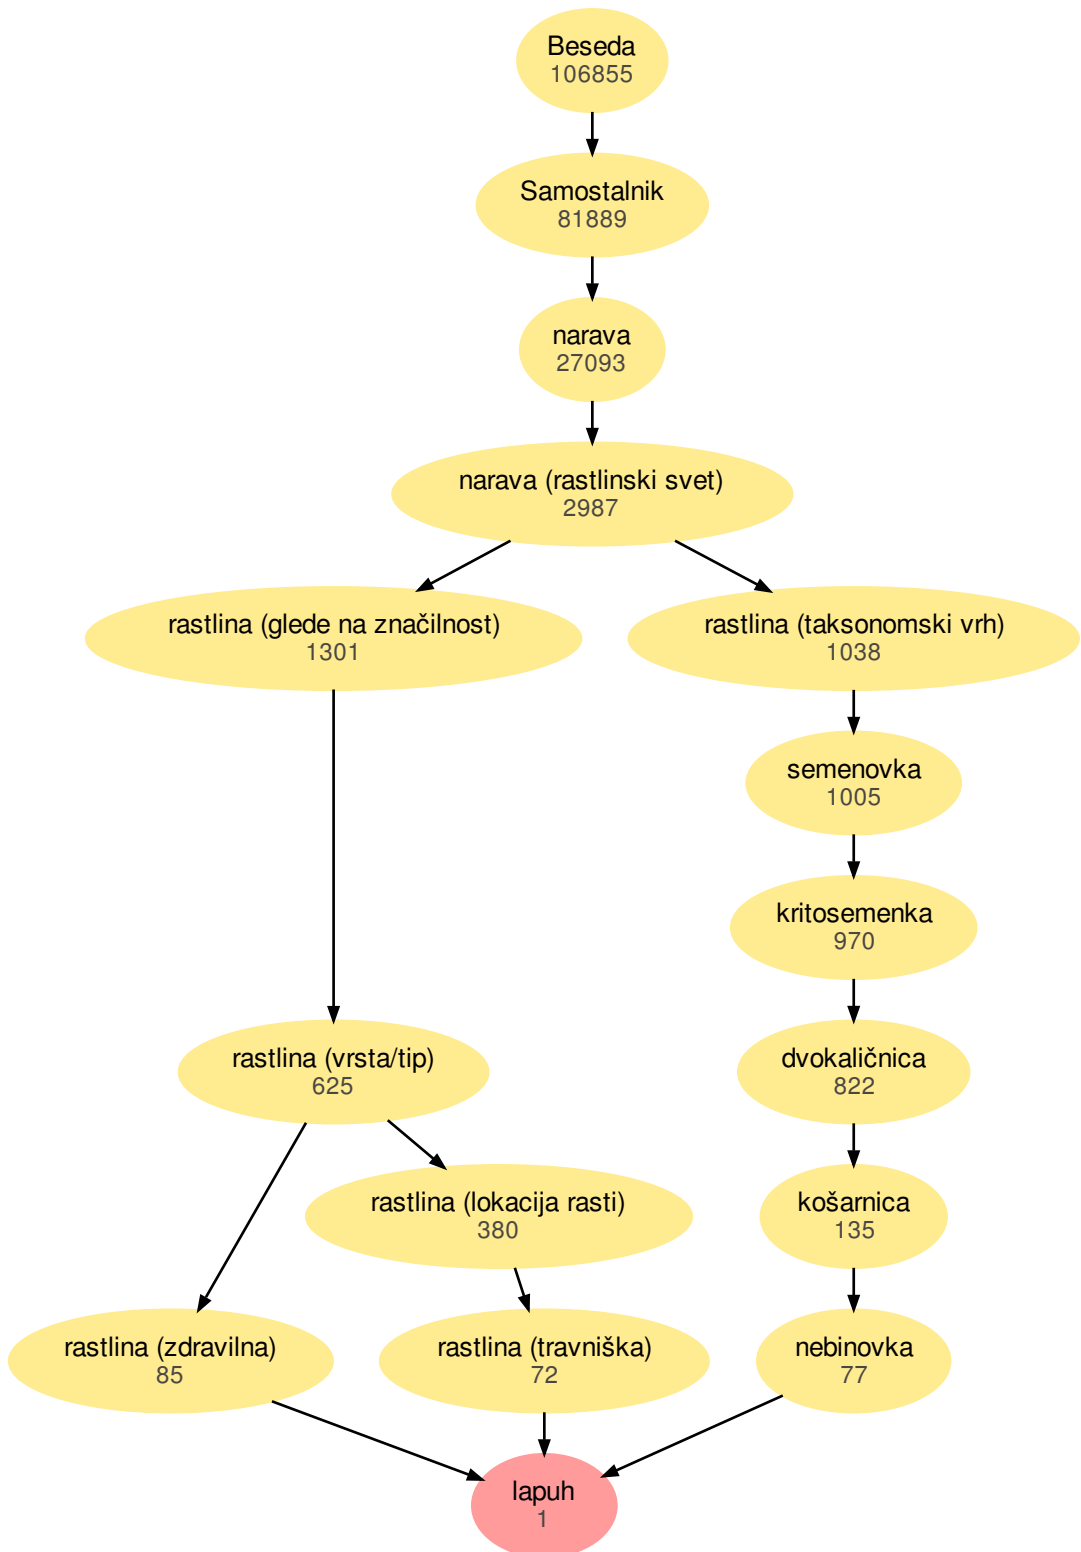 Beseda
106855
Samostalnik
81889
narava
27093
narava (rastlinski svet)
2987
rastlina (glede na značilnost)
1301
rastlina (taksonomski vrh)
1038
semenovka
1005
kritosemenka
970
rastlina (vrsta/tip)
625
dvokaličnica
822
rastlina (lokacija rasti)
380
košarnica
135
rastlina (zdravilna)
85
rastlina (travniška)
72
nebinovka
77
lapuh
1